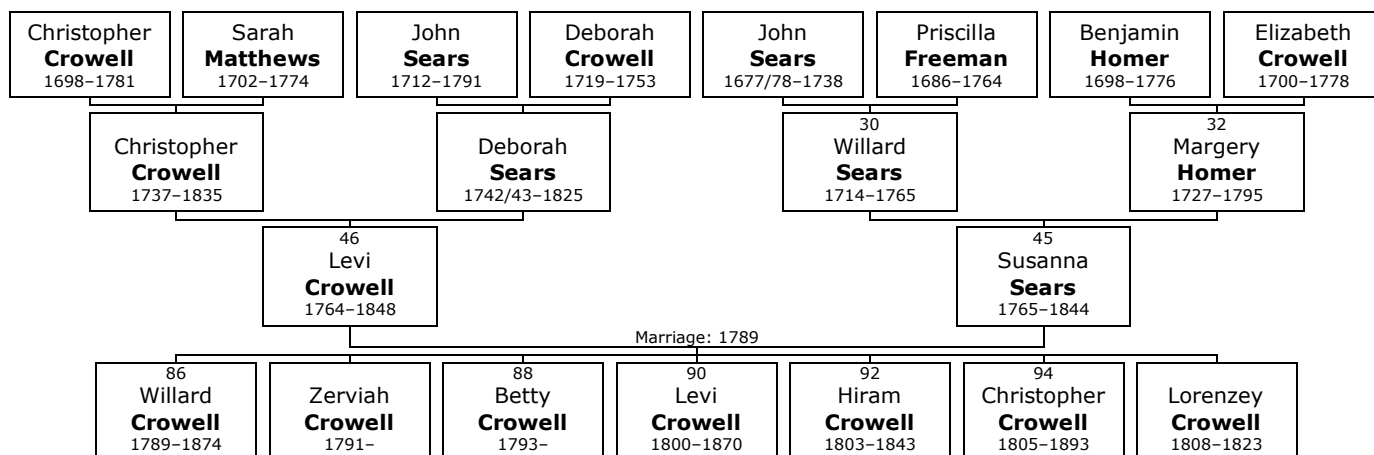 Christopher
Crowell
1698–1781
Sarah
Matthews
1702–1774
John
Sears
1712–1791
Deborah
Crowell
1719–1753
John
Sears
1677/78–1738
Priscilla
Freeman
1686–1764
Benjamin
Homer
1698–1776
Elizabeth
Crowell
1700–1778
Christopher
Crowell
1737–1835
Deborah
Sears
1742/43–1825
30
Willard
Sears
1714–1765
32
Margery
Homer
1727–1795
46
Levi
Crowell
1764–1848
45
Susanna
Sears
1765–1844
Marriage: 1789
86
Willard
Crowell
1789–1874
Zerviah
Crowell
1791–
88
Betty
Crowell
1793–
90
Levi
Crowell
1800–1870
92
Hiram
Crowell
1803–1843
94
Christopher
Crowell
1805–1893
Lorenzey
Crowell
1808–1823